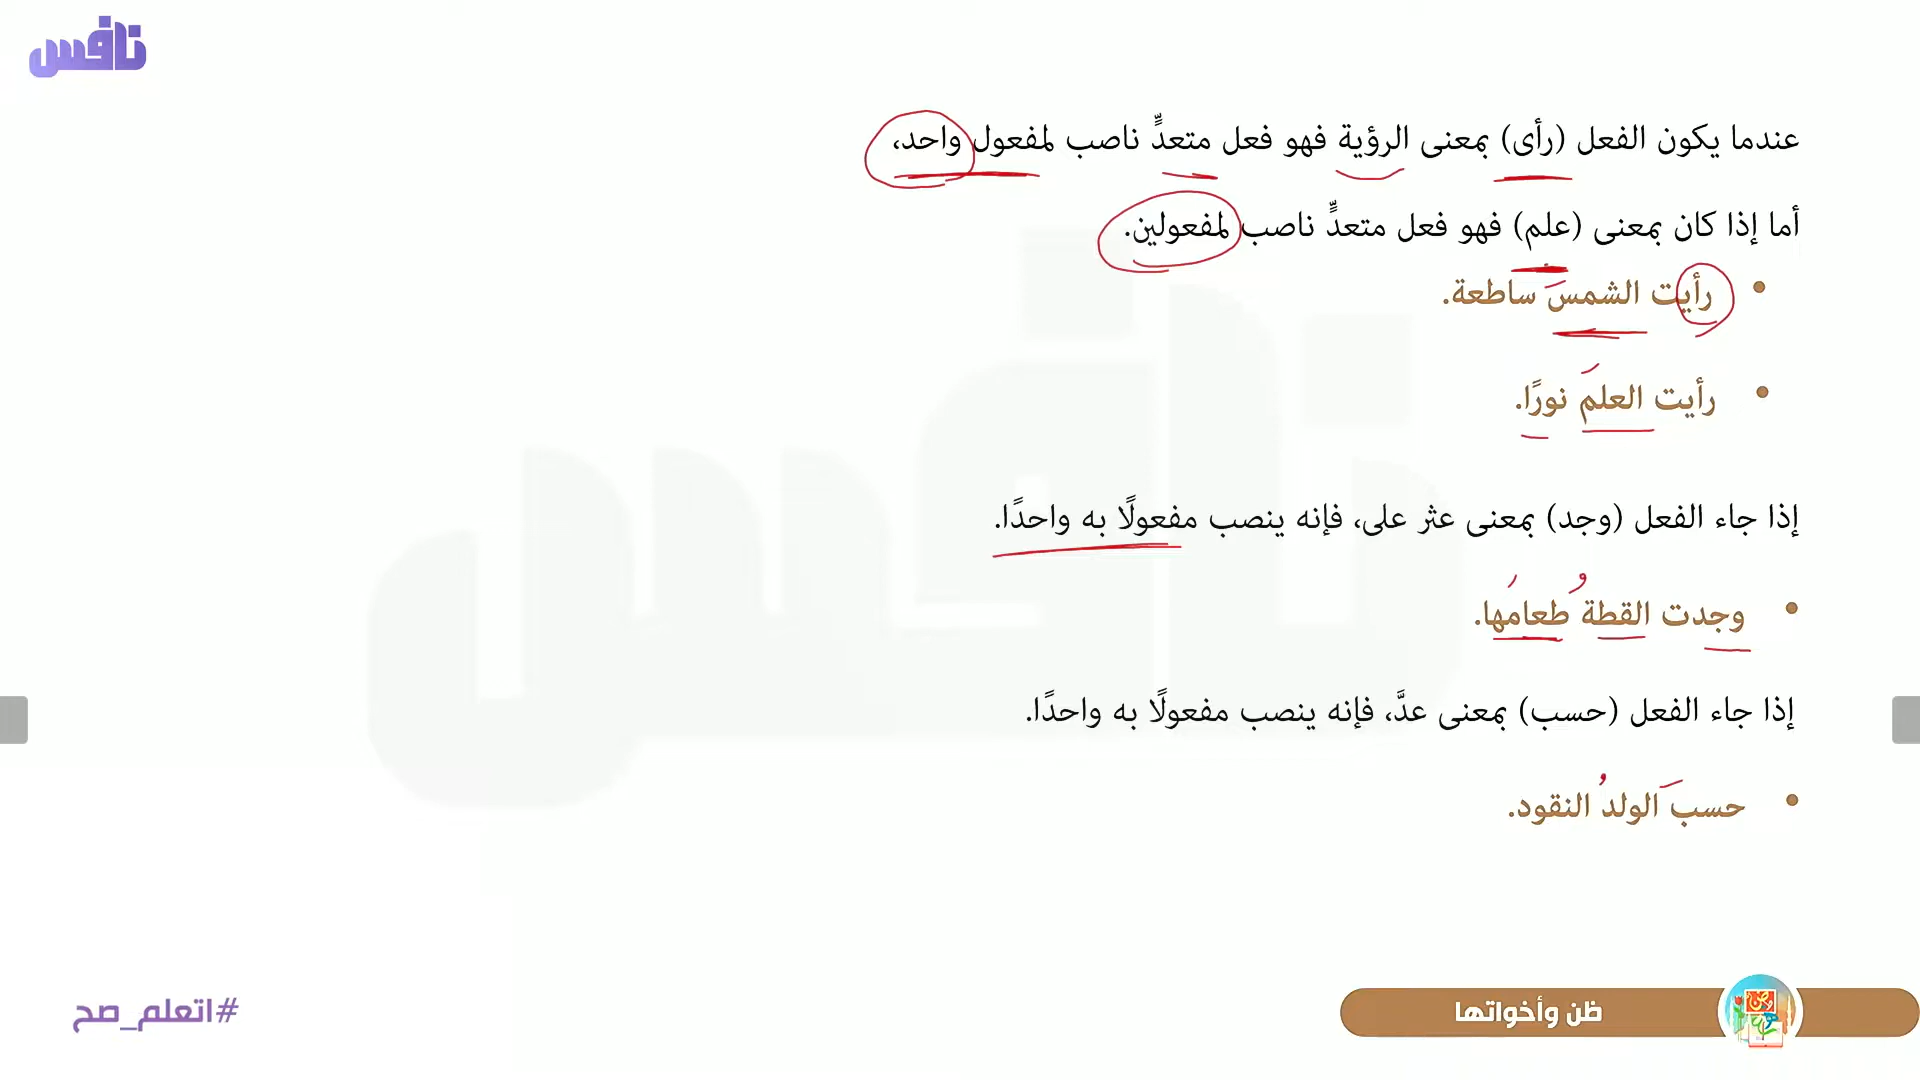 نافس
عندما يكون الفعل (رأى) بمعنى الرؤية فهو فعل متعدٍّ ناصب لمفعول واحد،
أما إذا كان بمعنى (علم) فهو فعل متعدٍّ ناصب لمفعولين.
• رأيت الشمسَ ساطعة.
• رأيت العلمَ نورًا.
إذا جاء الفعل (وجد) بمعنى عثر على، فإنه ينصب مفعولًا به واحدًا.
• وجدت القطةُ طعامَها.
إذا جاء الفعل (حسب) بمعنى عدَّ، فإنه ينصب مفعولًا به واحدًا.
• حسبَ الولدُ النقود.
ظن وأخواتها
#اتعلم_صح